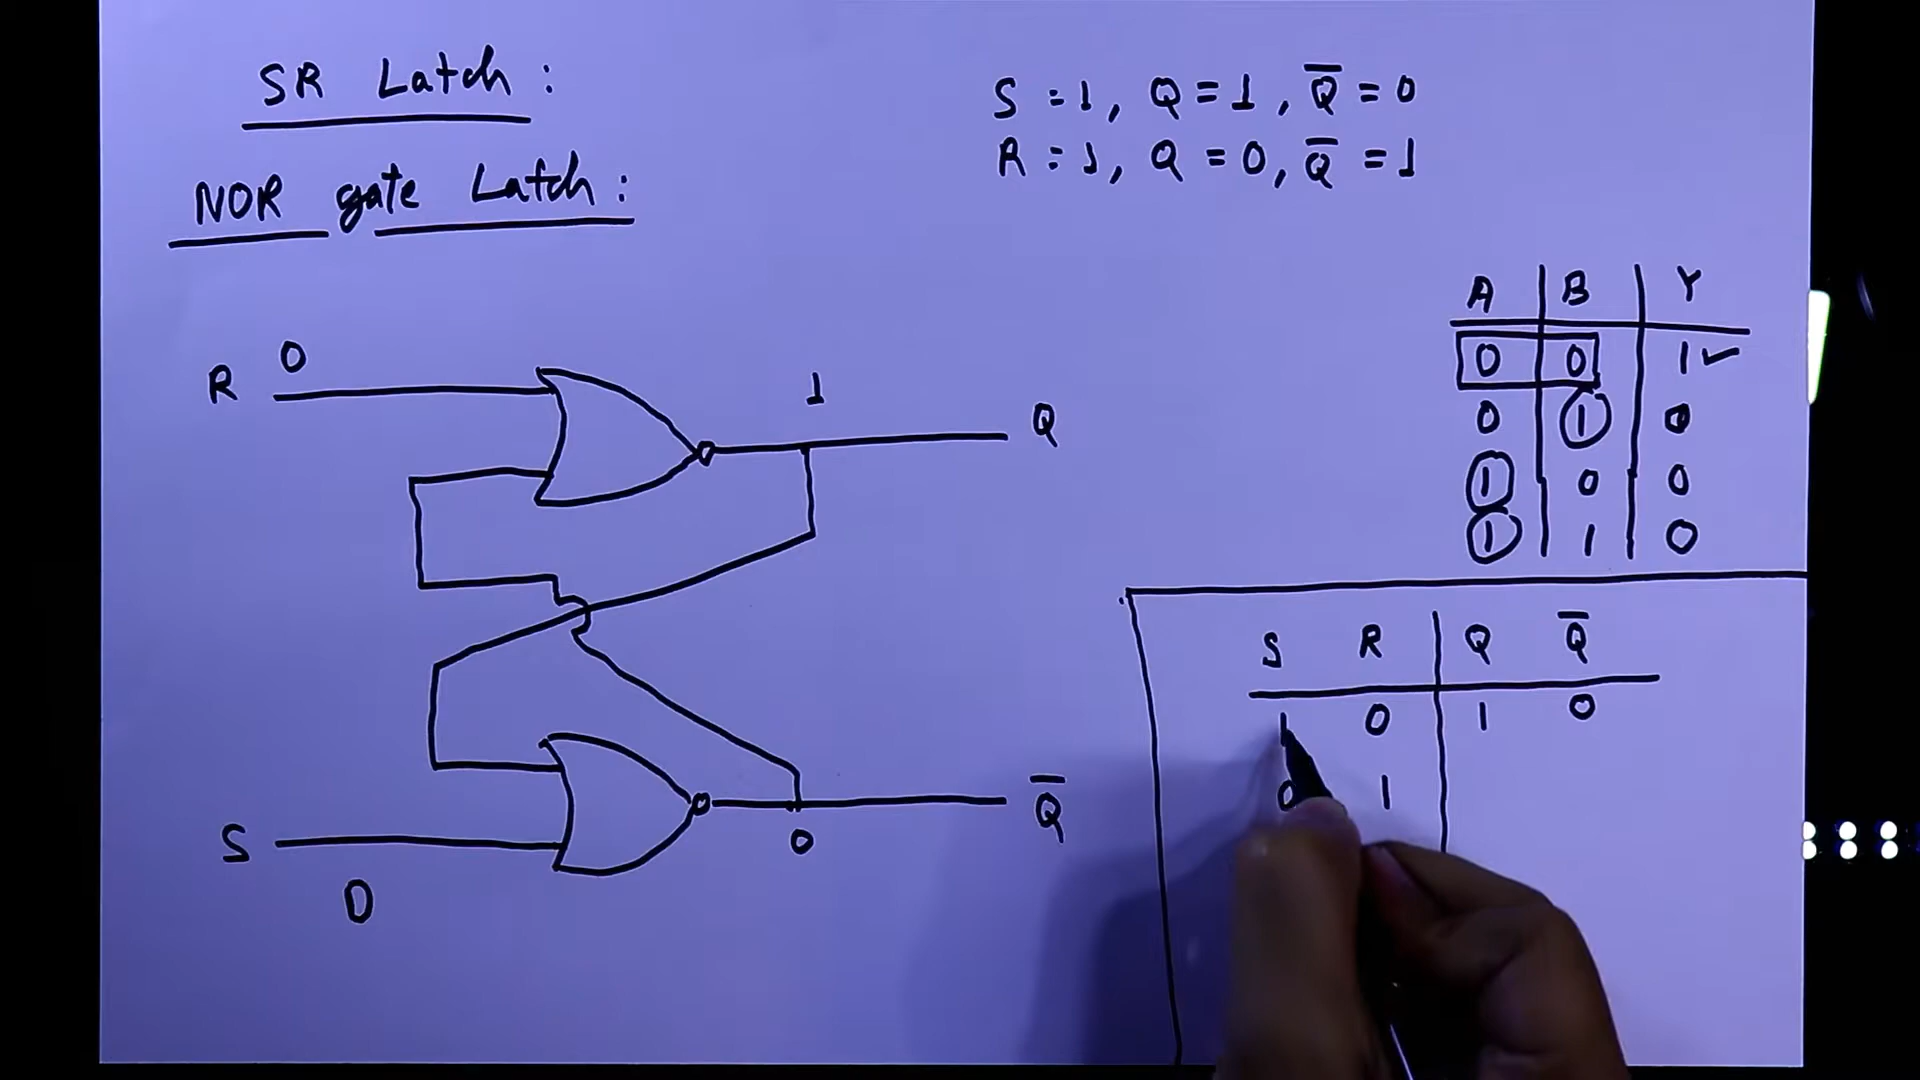 SR Latch:
NOR gate Latch:
S = 1, Q = 1, Q̅ = 0
R = 1, Q = 0, Q̅ = 1
A B Y
0 0 1 ✓
0 1 0
1 0 0
1 1 0
R 0
1 Q
S 0
0 Q̅
S R Q Q̅
1 0 1 0
0 1